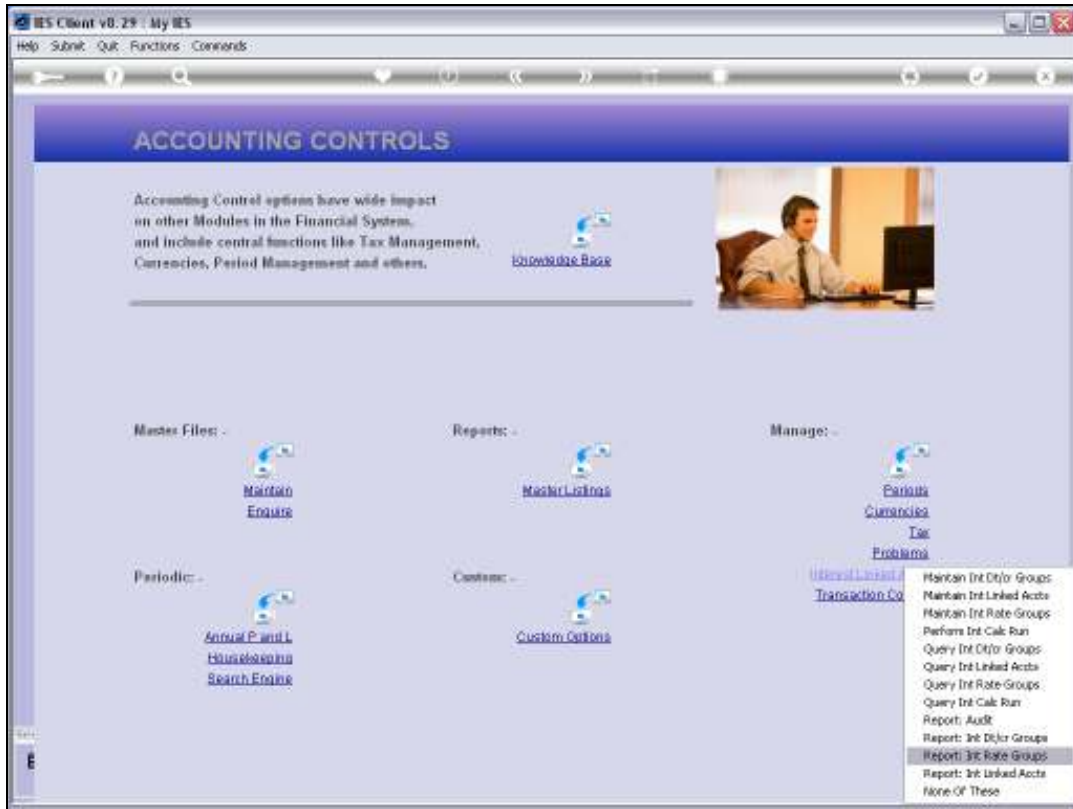 IES Client v8.29 : My IES
Help Submit Quit Functions Commands
ACCOUNTING CONTROLS
Accounting Control options have wide impact
on other Modules in the Financial System,
and include central functions like Tax Management,
Currencies, Period Management and others.
Knowledge Base
Master Files: -
Maintain
Enquire
Reports: -
Master Listings
Manage: -
Periods
Currencies
Tax
Problems
Interest Linked
Transaction Co
Periodic: -
Annual P and L
Housekeeping
Search Engine
Custom: -
Custom Options
Maintain Int Dt/cr Groups
Maintain Int Linked Accts
Maintain Int Rate Groups
Perform Int Calc Run
Query Int Dt/cr Groups
Query Int Linked Accts
Query Int Rate Groups
Query Int Calc Run
Report: Audit
Report: Int Dt/cr Groups
Report: Int Rate Groups
Report: Int Linked Accts
None Of These